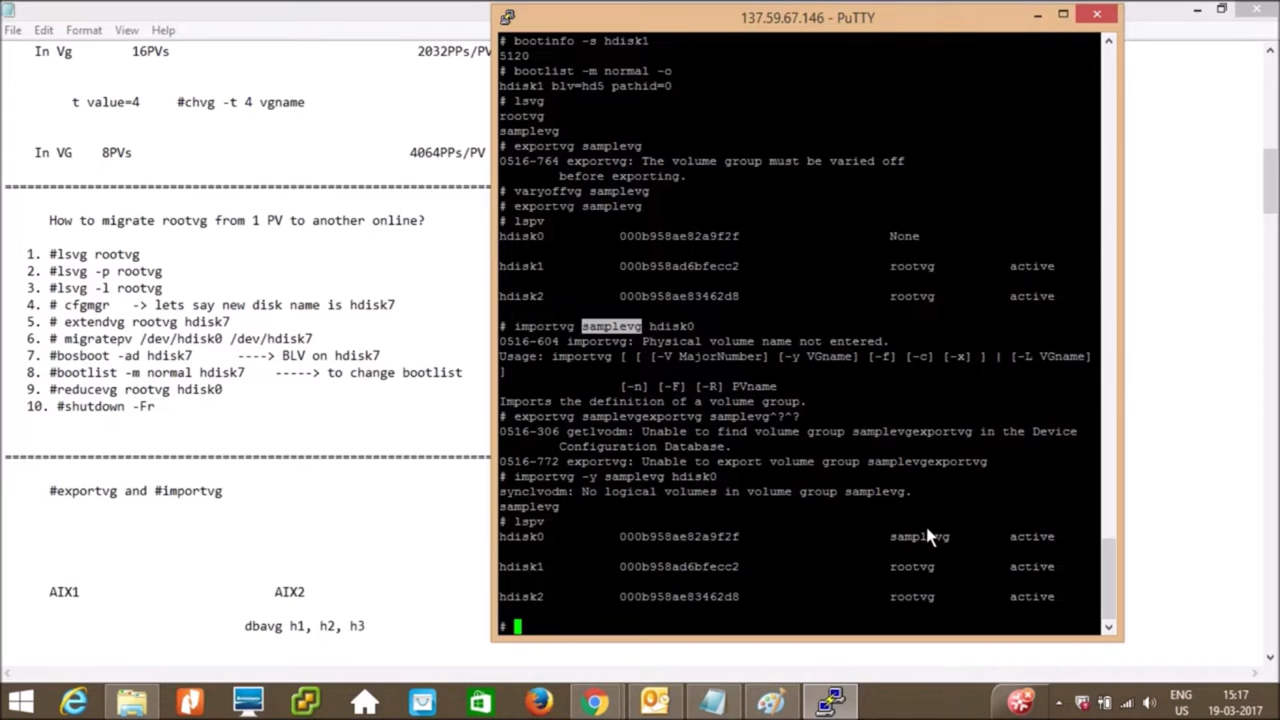 137.59.67.146 - PuTTY
File Edit Format View Help
In Vg 16PVs 2032PPs/PV
t value=4 #chvg -t 4 vgname
In VG 8PVs 4064PPs/PV
================================================
How to migrate rootvg from 1 PV to another online?
1. #lsvg rootvg
2. #lsvg -p rootvg
3. #lsvg -l rootvg
4. # cfgmgr -> lets say new disk name is hdisk7
5. # extendvg rootvg hdisk7
6. # migratepv /dev/hdisk0 /dev/hdisk7
7. #bosboot -ad hdisk7 ----> BLV on hdisk7
8. #bootlist -m normal hdisk7 -----> to change bootlist
9. #reducevg rootvg hdisk0
10. #shutdown -Fr
================================================
#exportvg and #importvg
AIX1 AIX2
dbavg h1, h2, h3
# bootinfo -s hdisk1
5120
# bootlist -m normal -o
hdisk1 blv=hd5 pathid=0
# lsvg
rootvg
samplevg
# exportvg samplevg
0516-764 exportvg: The volume group must be varied off
before exporting.
# varyoffvg samplevg
# exportvg samplevg
# lspv
hdisk0 000b958ae82a9f2f None
hdisk1 000b958ad6bfecc2 rootvg active
hdisk2 000b958ae83462d8 rootvg active
# importvg samplevg hdisk0
0516-604 importvg: Physical volume name not entered.
Usage: importvg [ [ [-V MajorNumber] [-y VGname] [-f] [-c] [-x] ] | [-L VGname]
]
[-n] [-F] [-R] PVname
Imports the definition of a volume group.
# exportvg samplevgexportvg samplevg^?^?
0516-306 getlvodm: Unable to find volume group samplevgexportvg in the Device
Configuration Database.
0516-772 exportvg: Unable to export volume group samplevgexportvg
# importvg -y samplevg hdisk0
synclvodm: No logical volumes in volume group samplevg.
samplevg
# lspv
hdisk0 000b958ae82a9f2f samplevg active
hdisk1 000b958ad6bfecc2 rootvg active
hdisk2 000b958ae83462d8 rootvg active
#
ENG 15:17
US 19-03-2017